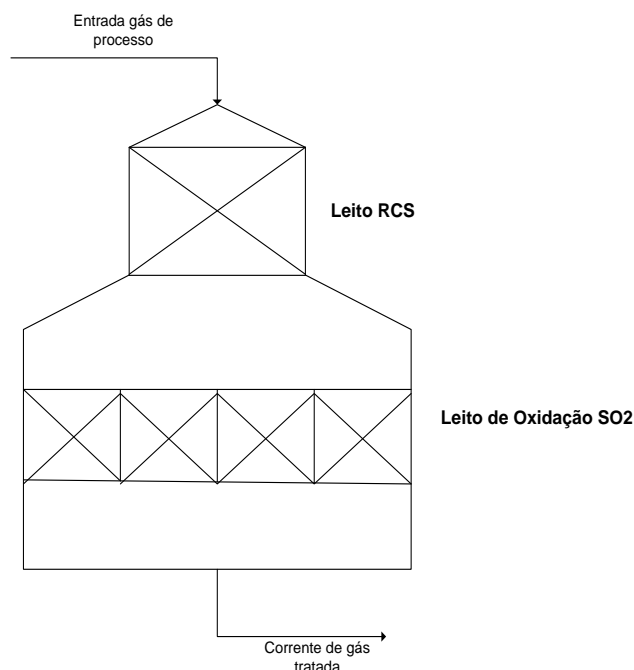 Entrada gás de
processo
Leito RCS
Leito de Oxidação SO2
Corrente de gás
tratada